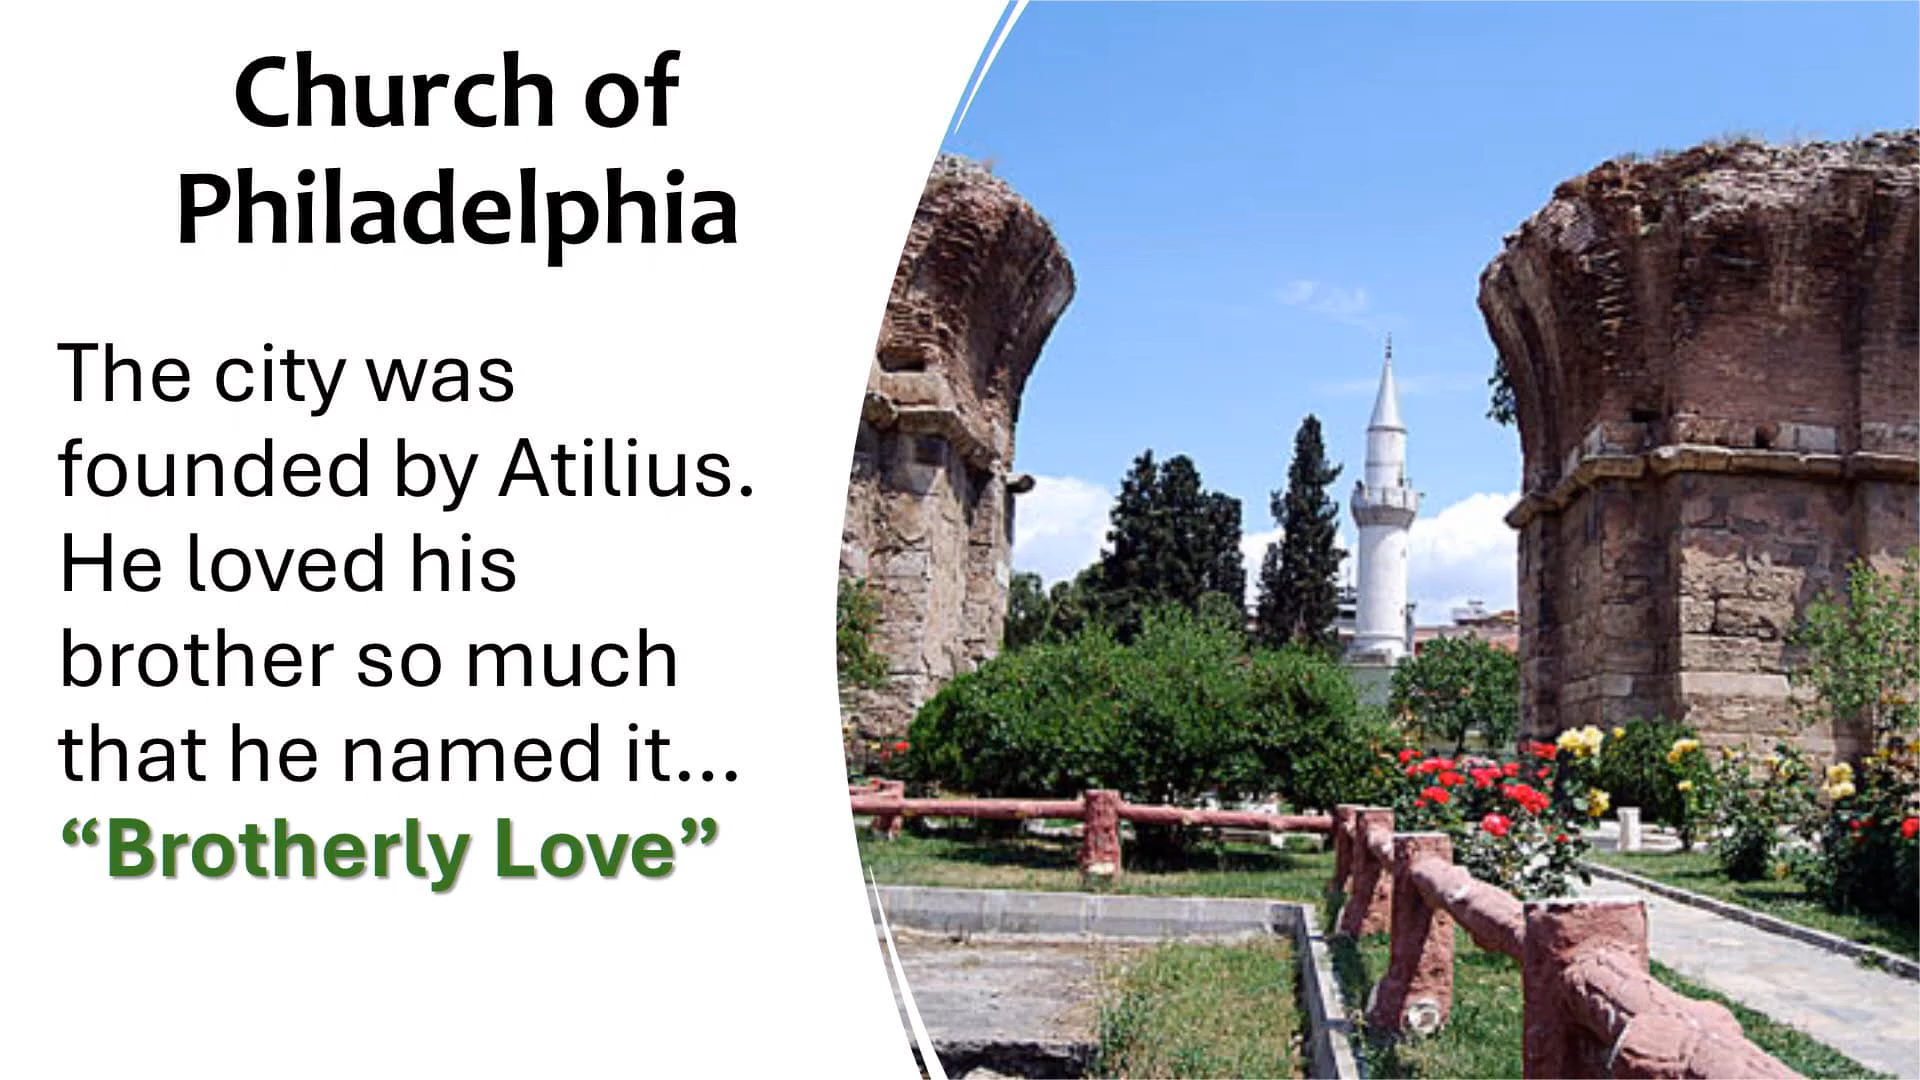 Church of
Philadelphia
The city was
founded by Atilius.
He loved his
brother so much
that he named it...
“Brotherly Love”